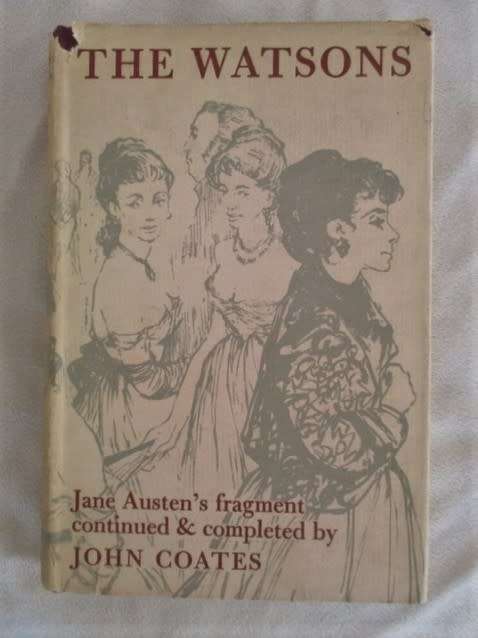 THE WATSONS
Jane Austen's fragment
continued & completed by
JOHN COATES